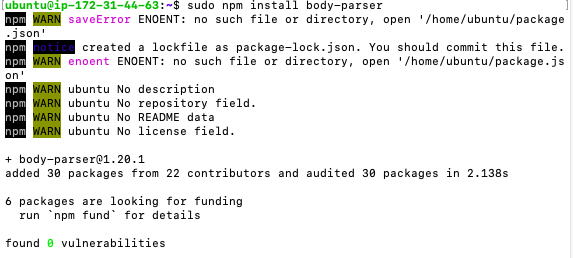 [ubuntu@ip-172-31-44-63:~$ sudo npm install body-parser ]
npm WARN saveError ENOENT: no such file or directory, open '/home/ubuntu/package
.json'
npm notice created a lockfile as package-lock.json. You should commit this file.
npm WARN enoent ENOENT: no such file or directory, open '/home/ubuntu/package.js
on'
npm WARN ubuntu No description
npm WARN ubuntu No repository field.
npm WARN ubuntu No README data
npm WARN ubuntu No license field.
+ body-parser@1.20.1
added 30 packages from 22 contributors and audited 30 packages in 2.138s
6 packages are looking for funding
run `npm fund` for details
found 0 vulnerabilities